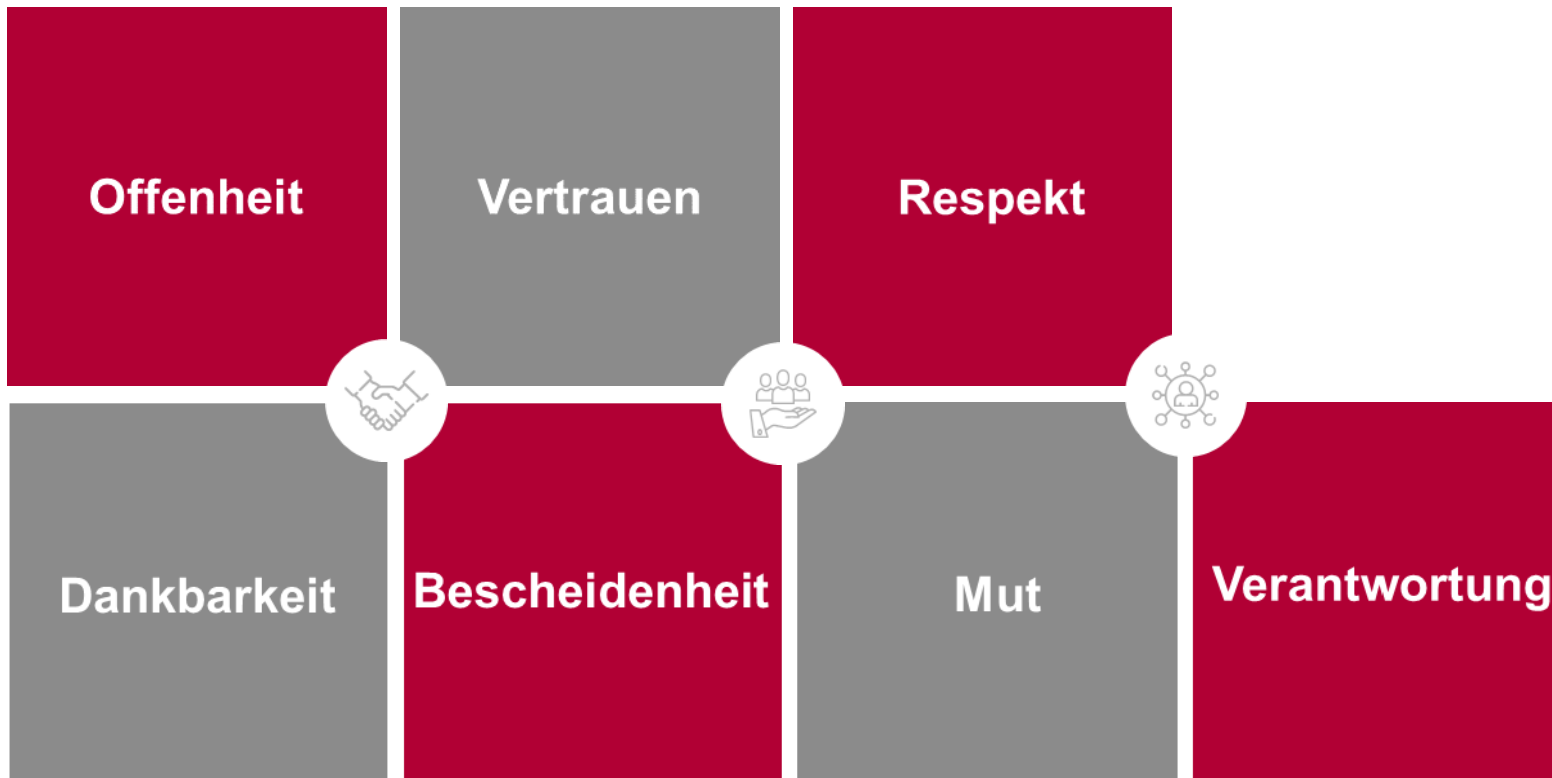 Offenheit
Vertrauen
Respekt
Dankbarkeit
Bescheidenheit
Mut
Verantwortung